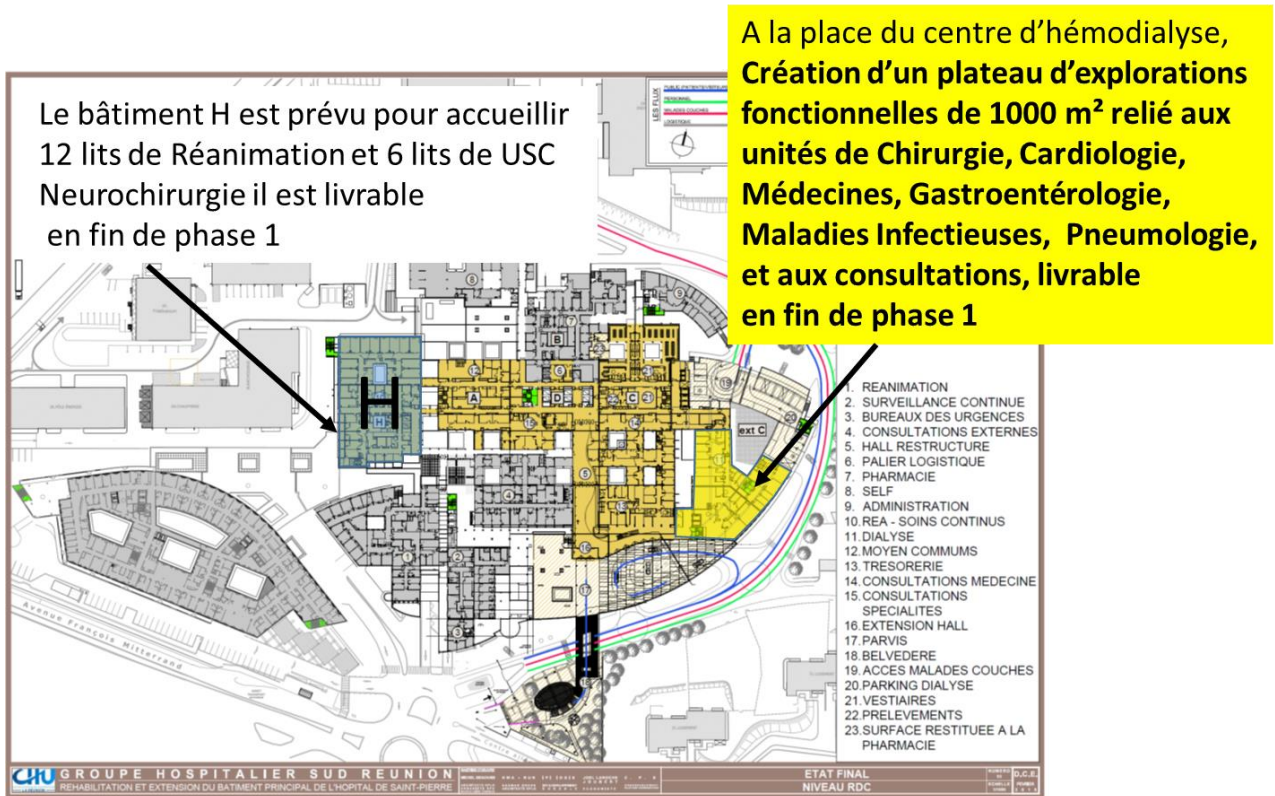 A la place du centre d’hémodialyse,
Création d’un plateau d’explorations
fonctionnelles de 1000 m² relié aux
unités de Chirurgie, Cardiologie,
Médecines, Gastroentérologie,
Maladies Infectieuses, Pneumologie,
et aux consultations, livrable
en fin de phase 1
Le bâtiment H est prévu pour accueillir
12 lits de Réanimation et 6 lits de USC
Neurochirurgie il est livrable
en fin de phase 1
LES FLUX
PERSONNEL
MALADES COUCHES
LOGISTIQUE
H
H
A
B
C
D
ext C
Avenue François Mitterrand
1. REANIMATION
2. SURVEILLANCE CONTINUE
3. BUREAUX DES URGENCES
4. CONSULTATIONS EXTERNES
5. HALL RESTRUCTURE
6. PALIER LOGISTIQUE
7. PHARMACIE
8. SELF
9. ADMINISTRATION
10. REA - SOINS CONTINUS
11. DIALYSE
12. MOYEN COMMUMS
13. TRESORERIE
14. CONSULTATIONS MEDECINE
15. CONSULTATIONS
SPECIALITES
16. EXTENSION HALL
17. PARVIS
18. BELVEDERE
19. ACCES MALADES COUCHES
20. PARKING DIALYSE
21. VESTIAIRES
22. PRELEVEMENTS
23. SURFACE RESTITUEE A LA
PHARMACIE
CHU
GROUPE HOSPITALIER SUD REUNION
REHABILITATION ET EXTENSION DU BATIMENT PRINCIPAL DE L'HOPITAL DE SAINT-PIERRE
ETAT FINAL
NIVEAU RDC
D.C.E.